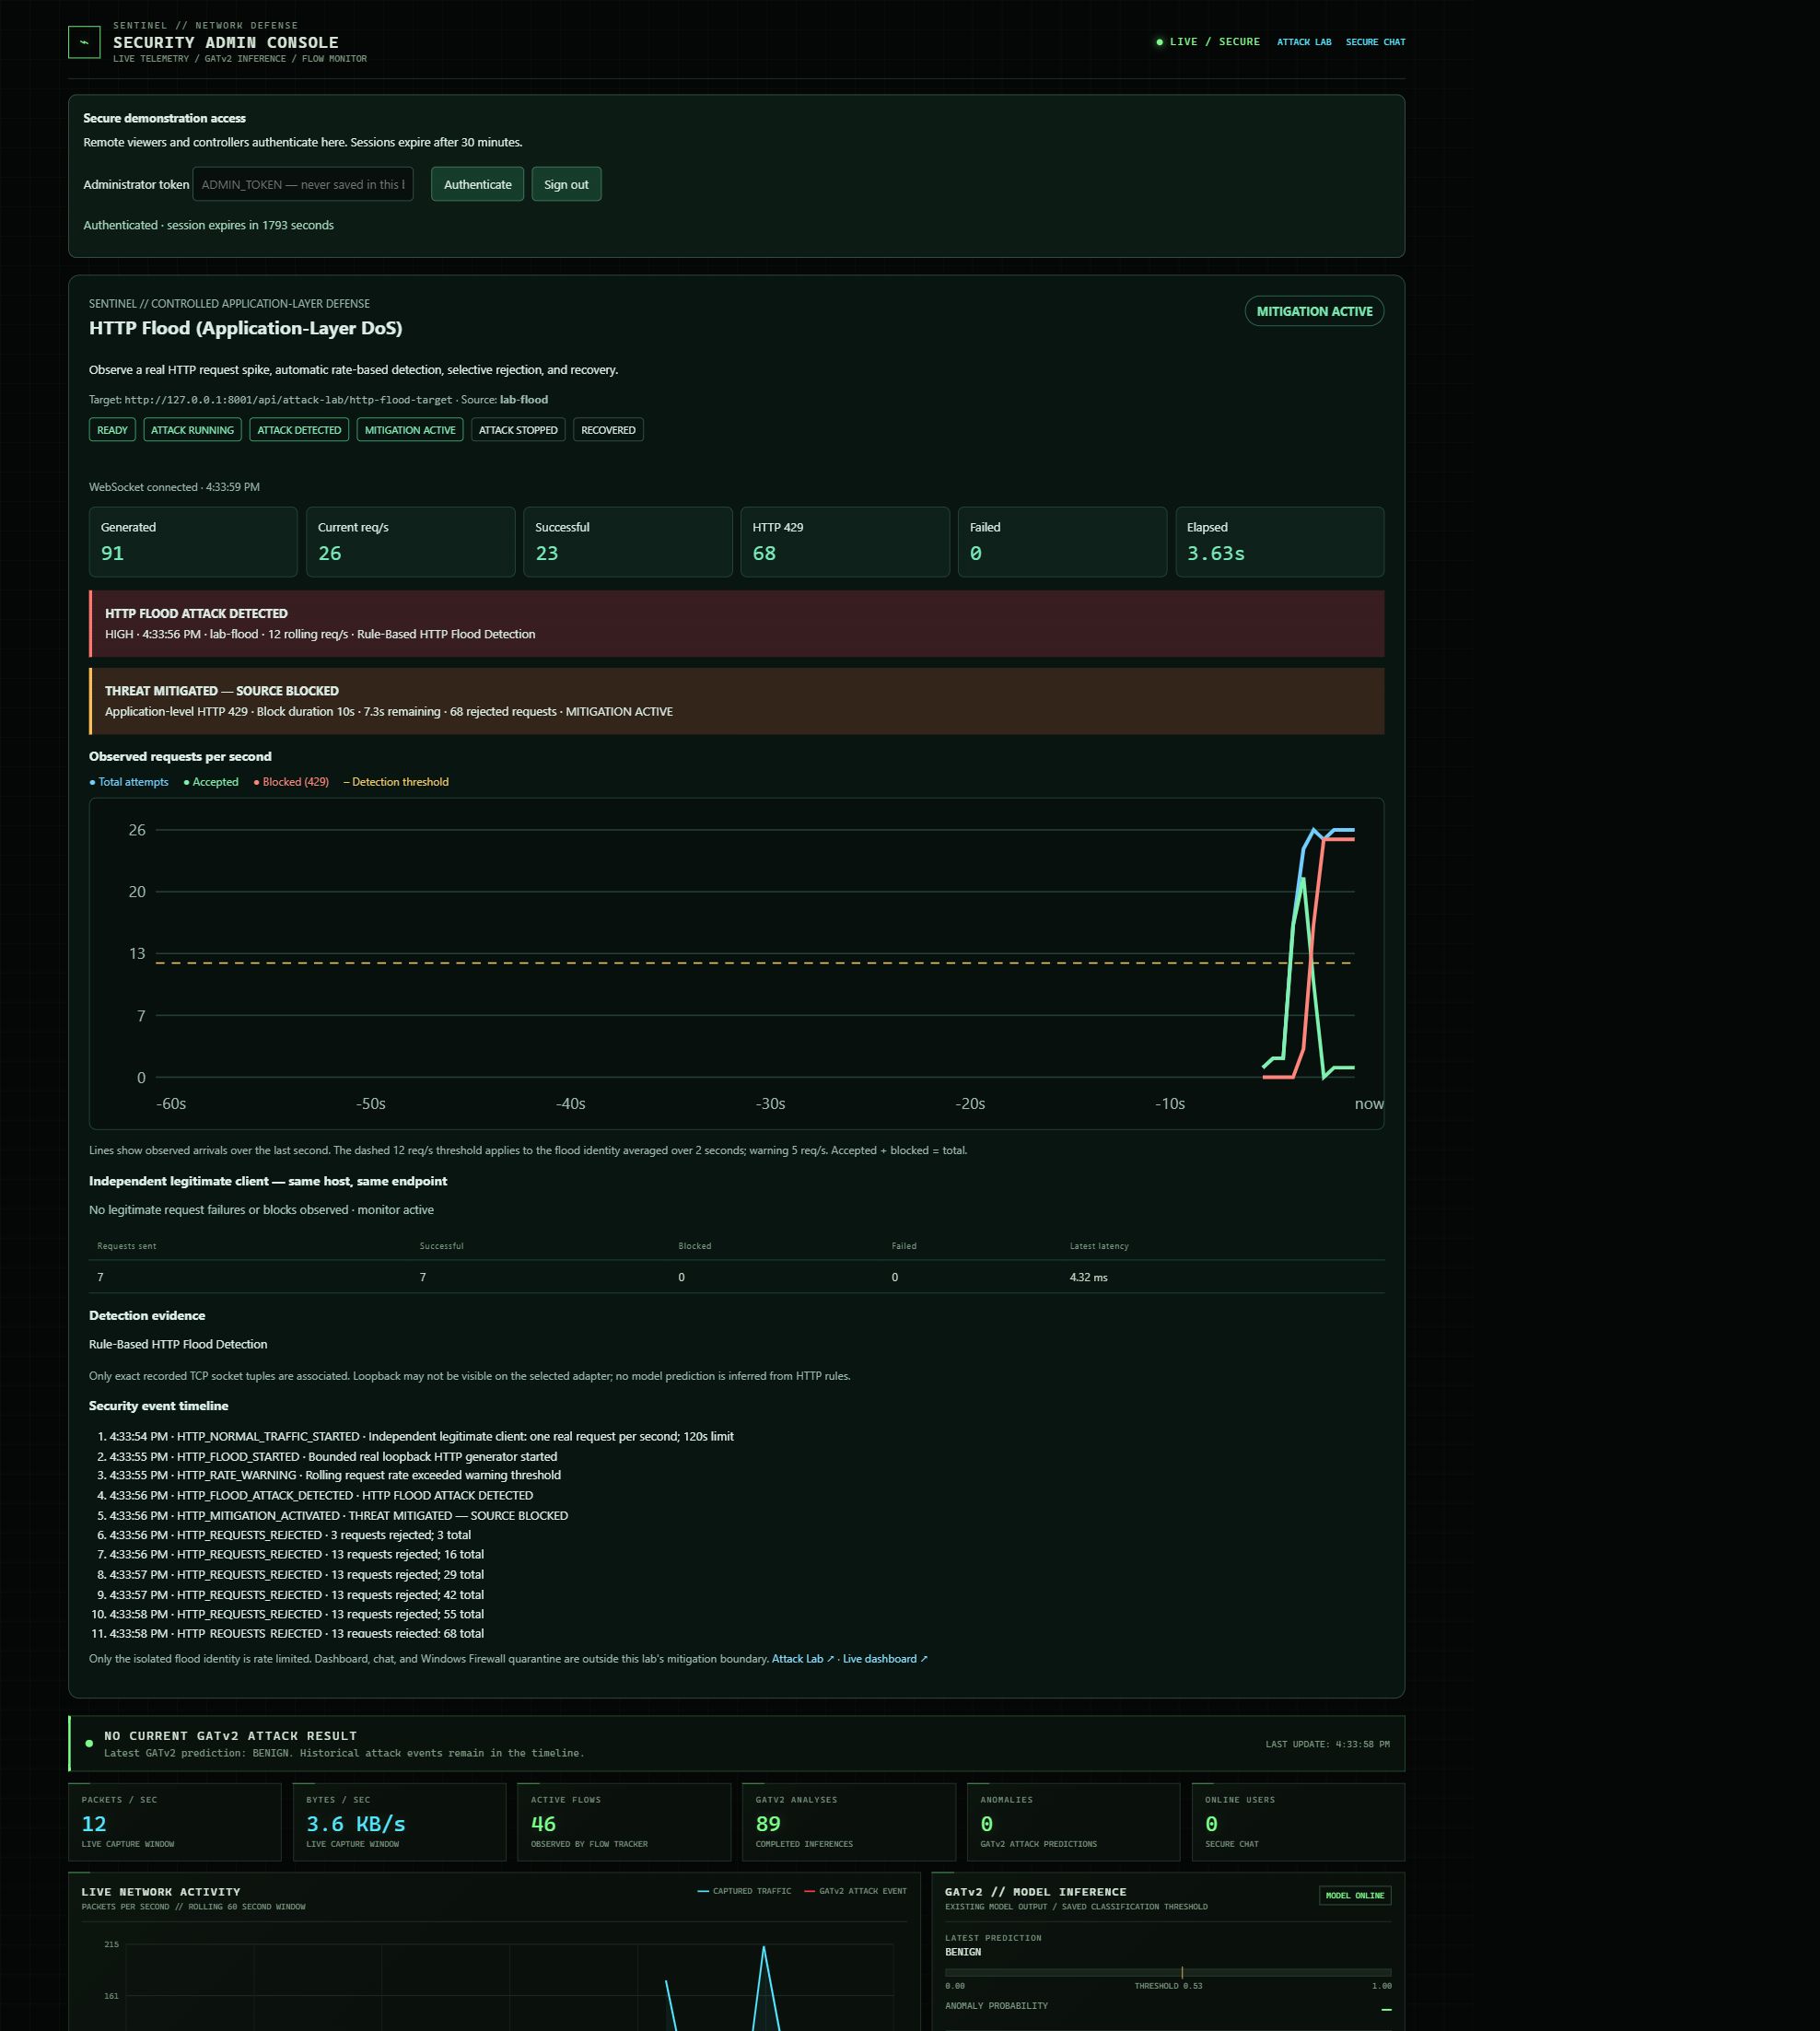 SENTINEL // NETWORK DEFENSE
SECURITY ADMIN CONSOLE
LIVE TELEMETRY / GATv2 INFERENCE / FLOW MONITOR
● LIVE / SECURE ATTACK LAB SECURE CHAT
Secure demonstration access
Remote viewers and controllers authenticate here. Sessions expire after 30 minutes.
Administrator token ADMIN_TOKEN — never saved in this Authenticate Sign out
Authenticated · session expires in 1793 seconds
SENTINEL // CONTROLLED APPLICATION-LAYER DEFENSE
HTTP Flood (Application-Layer DoS)
MITIGATION ACTIVE
Observe a real HTTP request spike, automatic rate-based detection, selective rejection, and recovery.
Target: http://127.0.0.1:8001/api/attack-lab/http-flood-target · Source: lab-flood
READY ATTACK RUNNING ATTACK DETECTED MITIGATION ACTIVE ATTACK STOPPED RECOVERED
WebSocket connected · 4:33:59 PM
Generated Current req/s Successful HTTP 429 Failed Elapsed
91 26 23 68 0 3.63s
HTTP FLOOD ATTACK DETECTED
HIGH · 4:33:56 PM · lab-flood · 12 rolling req/s · Rule-Based HTTP Flood Detection
THREAT MITIGATED — SOURCE BLOCKED
Application-level HTTP 429 · Block duration 10s · 7.3s remaining · 68 rejected requests · MITIGATION ACTIVE
Observed requests per second
● Total attempts ● Accepted ● Blocked (429) – Detection threshold
26
20
13
7
0
-60s -50s -40s -30s -20s -10s now
Lines show observed arrivals over the last second. The dashed 12 req/s threshold applies to the flood identity averaged over 2 seconds; warning 5 req/s. Accepted + blocked = total.
Independent legitimate client — same host, same endpoint
No legitimate request failures or blocks observed · monitor active
Requests sent Successful Blocked Failed Latest latency
7 7 0 0 4.32 ms
Detection evidence
Rule-Based HTTP Flood Detection
Only exact recorded TCP socket tuples are associated. Loopback may not be visible on the selected adapter; no model prediction is inferred from HTTP rules.
Security event timeline
1. 4:33:54 PM · HTTP_NORMAL_TRAFFIC_STARTED · Independent legitimate client: one real request per second; 120s limit
2. 4:33:55 PM · HTTP_FLOOD_STARTED · Bounded real loopback HTTP generator started
3. 4:33:55 PM · HTTP_RATE_WARNING · Rolling request rate exceeded warning threshold
4. 4:33:56 PM · HTTP_FLOOD_ATTACK_DETECTED · HTTP FLOOD ATTACK DETECTED
5. 4:33:56 PM · HTTP_MITIGATION_ACTIVATED · THREAT MITIGATED — SOURCE BLOCKED
6. 4:33:56 PM · HTTP_REQUESTS_REJECTED · 3 requests rejected; 3 total
7. 4:33:56 PM · HTTP_REQUESTS_REJECTED · 13 requests rejected; 16 total
8. 4:33:57 PM · HTTP_REQUESTS_REJECTED · 13 requests rejected; 29 total
9. 4:33:57 PM · HTTP_REQUESTS_REJECTED · 13 requests rejected; 42 total
10. 4:33:58 PM · HTTP_REQUESTS_REJECTED · 13 requests rejected; 55 total
11. 4:33:58 PM · HTTP_REQUESTS_REJECTED · 13 requests rejected; 68 total
Only the isolated flood identity is rate limited. Dashboard, chat, and Windows Firewall quarantine are outside this lab's mitigation boundary. Attack Lab ↗ · Live dashboard ↗
NO CURRENT GATv2 ATTACK RESULT
Latest GATv2 prediction: BENIGN. Historical attack events remain in the timeline.
LAST UPDATE: 4:33:58 PM
PACKETS / SEC BYTES / SEC ACTIVE FLOWS GATv2 ANALYSES ANOMALIES ONLINE USERS
12 3.6 KB/s 46 89 0 0
LIVE CAPTURE WINDOW LIVE CAPTURE WINDOW OBSERVED BY FLOW TRACKER COMPLETED INFERENCES GATv2 ATTACK PREDICTIONS SECURE CHAT
LIVE NETWORK ACTIVITY
PACKETS PER SECOND // ROLLING 60 SECOND WINDOW
CAPTURED TRAFFIC GATv2 ATTACK EVENT
215
161
GATv2 // MODEL INFERENCE
EXISTING MODEL OUTPUT / SAVED CLASSIFICATION THRESHOLD
MODEL ONLINE
LATEST PREDICTION
BENIGN
0.00 THRESHOLD 0.53 1.00
ANOMALY PROBABILITY —